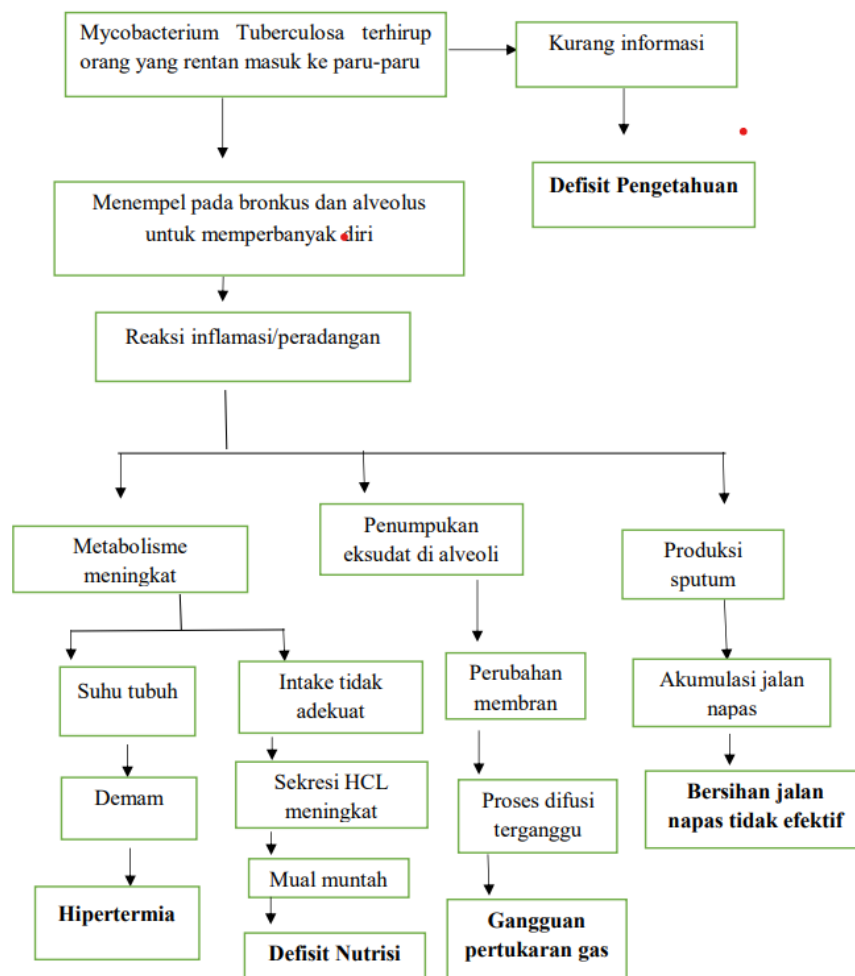 Mycobacterium Tuberculosa terhirup
orang yang rentan masuk ke paru-paru
Kurang informasi
Defisit Pengetahuan
Menempel pada bronkus dan alveolus
untuk memperbanyak diri
Reaksi inflamasi/peradangan
Metabolisme
meningkat
Penumpukan
eksudat di alveoli
Produksi
sputum
Suhu tubuh
Intake tidak
adekuat
Perubahan
membran
Akumulasi jalan
napas
Demam
Sekresi HCL
meningkat
Proses difusi
terganggu
Bersihan jalan
napas tidak efektif
Hipertermia
Mual muntah
Defisit Nutrisi
Gangguan
pertukaran gas